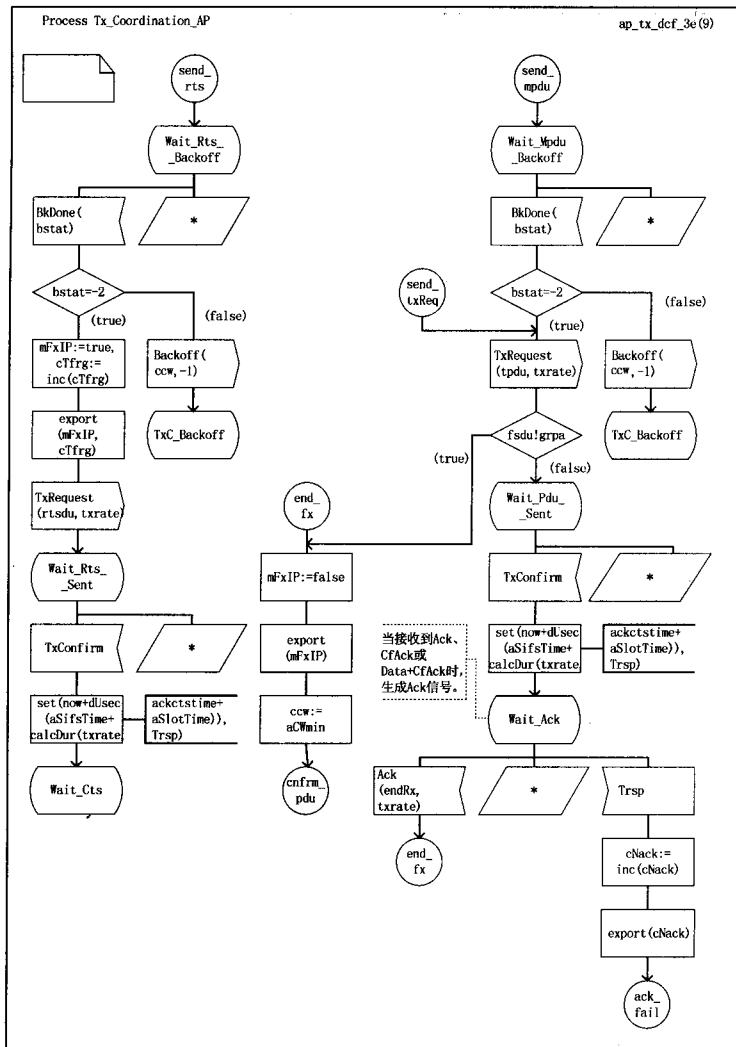 Process Tx_Coordination_AP
ap_tx_dcf_3e(9)
send_
rts
Wait_Rts_
_Backoff
BkDone(
bstat)
*
bstat=-2
(true)
(false)
mFxIP:=true,
cTfrg:=
inc(cTfrg)
Backoff(
ccw,-1)
export
(mFxIP,
cTfrg)
TxC_Backoff
TxRequest
(rtsdu,txrate)
Wait_Rts_
_Sent
TxConfirm
*
set(now+dUsec
(aSifsTime+
calcDur(txrate
ackctstime+
aSlotTime)),
Trsp)
Wait_Cts
end_
fx
mFxIP:=false
export
(mFxIP)
ccw:=
aCWmin
cnfrm_
pdu
send_
mpdu
Wait_Mpdu
_Backoff
BkDone(
bstat)
*
send_
txReq
bstat=-2
(true)
(false)
TxRequest
(tpdu,txrate)
Backoff(
ccw,-1)
fsdu!grpa
TxC_Backoff
(true)
(false)
Wait_Pdu_
_Sent
TxConfirm
*
set(now+dUsec
(aSifsTime+
calcDur(txrate
ackctstime+
aSlotTime)),
Trsp)
当接收到Ack、
CfAck或
Data+CfAck时,
生成Ack信号。
Wait_Ack
Ack
(endRx,
txrate)
*
Trsp
end_
fx
cNack:=
inc(cNack)
export(cNack)
ack_
fail